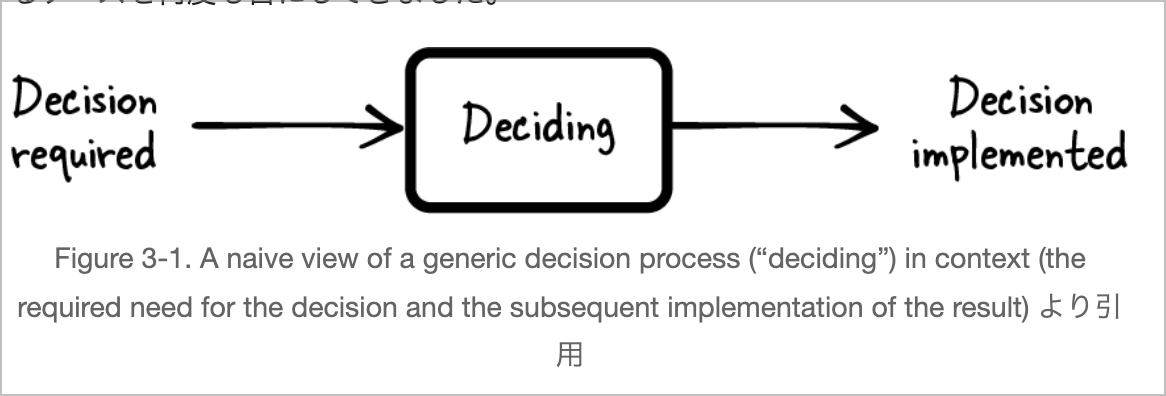 Decision
required
Deciding
Decision
implemented
Figure 3-1. A naive view of a generic decision process (“deciding”) in context (the
required need for the decision and the subsequent implementation of the result) より引
用